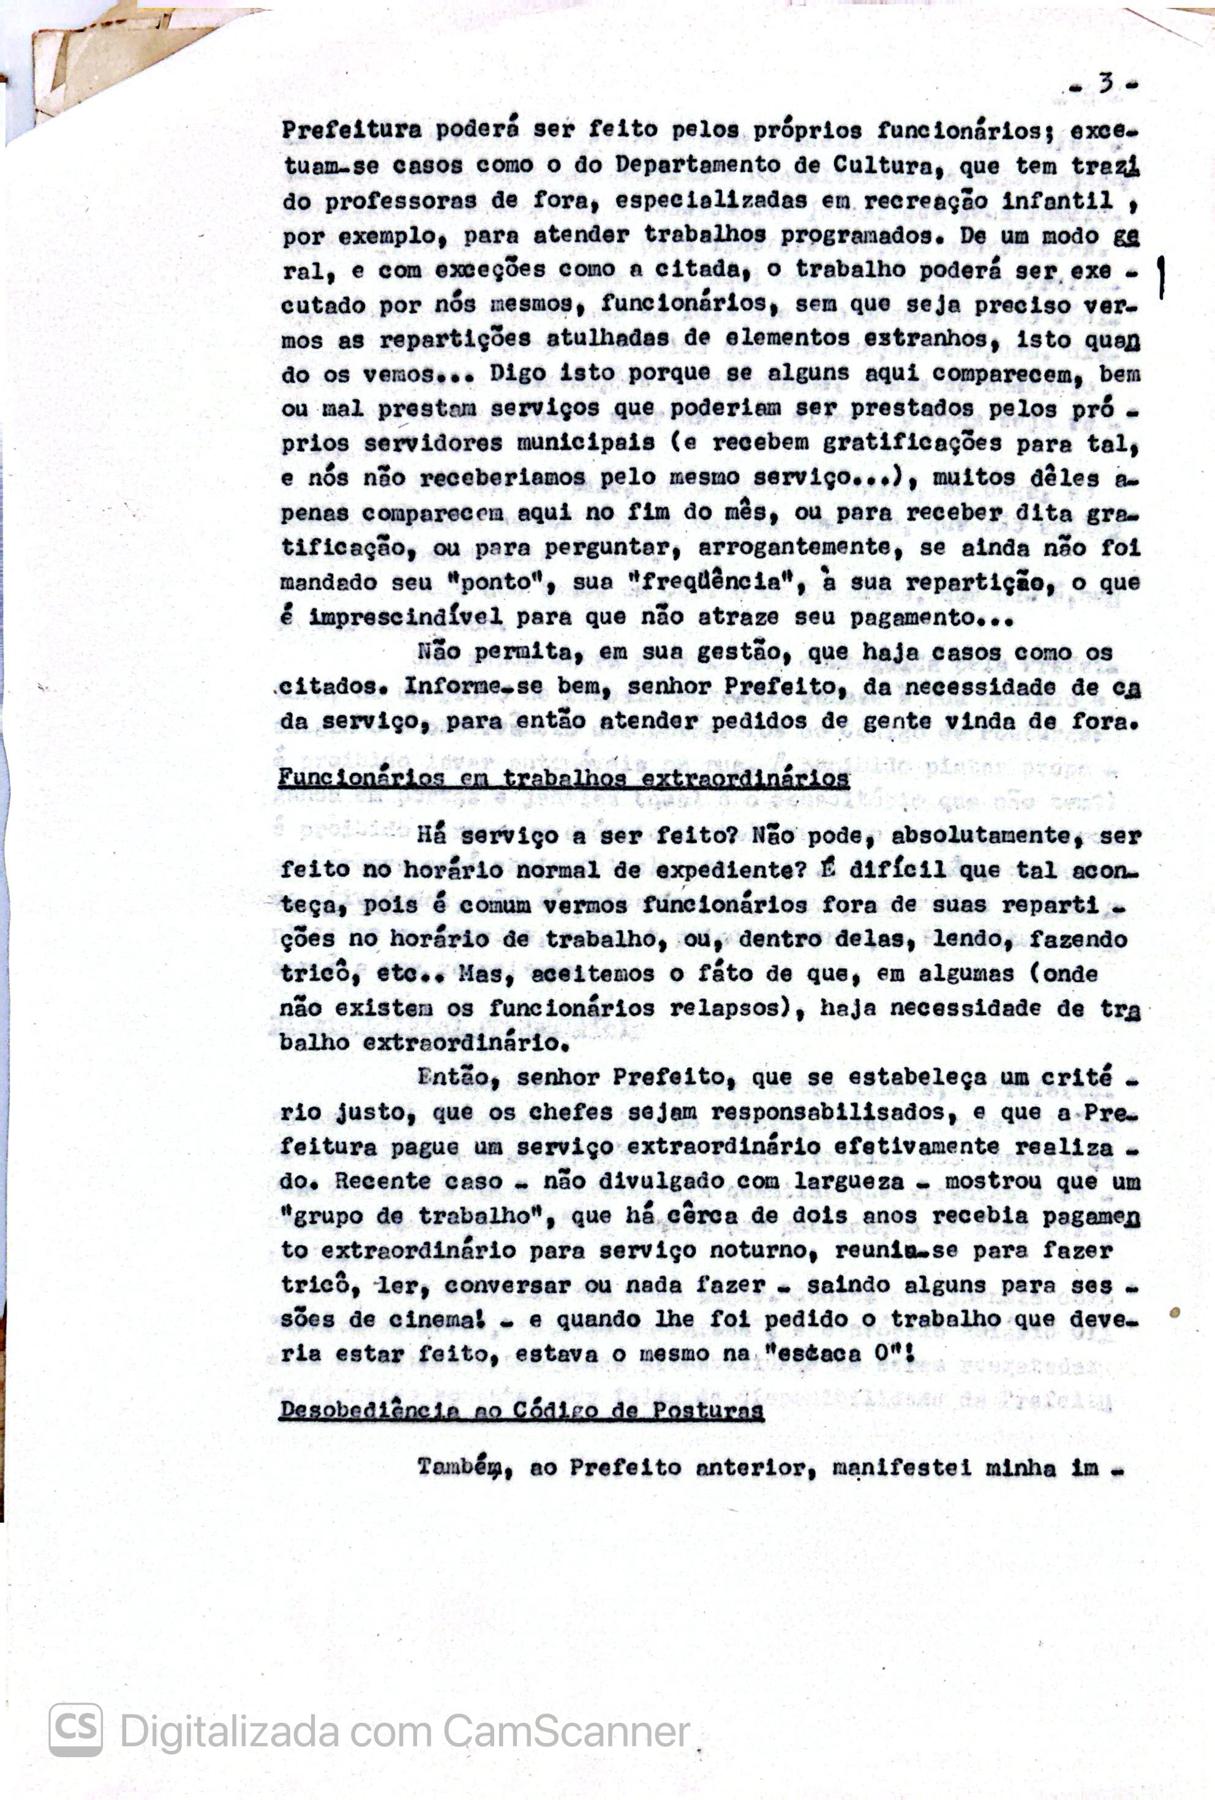 - 3 -
Prefeitura poderá ser feito pelos próprios funcionários; exce-
tuam-se casos como o do Departamento de Cultura, que tem trazi
do professoras de fora, especializadas em recreação infantil ,
por exemplo, para atender trabalhos programados. De um modo ge
ral, e com exceções como a citada, o trabalho poderá ser exe -
cutado por nós mesmos, funcionários, sem que seja preciso ver-
mos as repartições atulhadas de elementos estranhos, isto quan
do os vemos... Digo isto porque se alguns aqui comparecem, bem
ou mal prestam serviços que poderiam ser prestados pelos pró -
prios servidores municipais (e recebem gratificações para tal,
e nós não receberiamos pelo mesmo serviço...), muitos dêles a-
penas comparecem aqui no fim do mês, ou para receber dita gra-
tificação, ou para perguntar, arrogantemente, se ainda não foi
mandado seu "ponto", sua "freqüência", à sua repartição, o que
é imprescindível para que não atraze seu pagamento...
Não permita, em sua gestão, que haja casos como os
citados. Informe-se bem, senhor Prefeito, da necessidade de ca
da serviço, para então atender pedidos de gente vinda de fora.
Funcionários em trabalhos extraordinários
Há serviço a ser feito? Não pode, absolutamente, ser
feito no horário normal de expediente? É difícil que tal acon-
teça, pois é comum vermos funcionários fora de suas reparti -
ções no horário de trabalho, ou, dentro delas, lendo, fazendo
tricô, etc.. Mas, aceitemos o fáto de que, em algumas (onde
não existem os funcionários relapsos), haja necessidade de tra
balho extraordinário.
Então, senhor Prefeito, que se estabeleça um crité -
rio justo, que os chefes sejam responsabilisados, e que a Pre-
feitura pague um serviço extraordinário efetivamente realiza -
do. Recente caso - não divulgado com largueza - mostrou que um
"grupo de trabalho", que há cêrca de dois anos recebia pagamen
to extraordinário para serviço noturno, reunia-se para fazer
tricô, ler, conversar ou nada fazer - saindo alguns para ses -
sões de cinema! - e quando lhe foi pedido o trabalho que deve-
ria estar feito, estava o mesmo na "estaca 0"!
Desobediência ao Código de Posturas
Também, ao Prefeito anterior, manifestei minha im -
CS Digitalizada com CamScanner